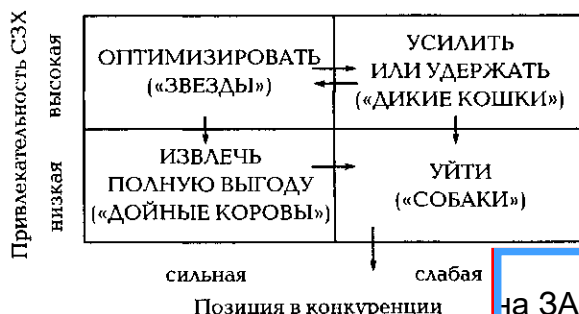 Привлекательность СЗХ
высокая
низкая
ОПТИМИЗИРОВАТЬ
(«ЗВЕЗДЫ»)
УСИЛИТЬ
ИЛИ УДЕРЖАТЬ
(«ДИКИЕ КОШКИ»)
ИЗВЛЕЧЬ
ПОЛНУЮ ВЫГОДУ
(«ДОЙНЫЕ КОРОВЫ»)
УЙТИ
(«СОБАКИ»)
сильная
слабая
Позиция в конкуренции
на ЗА